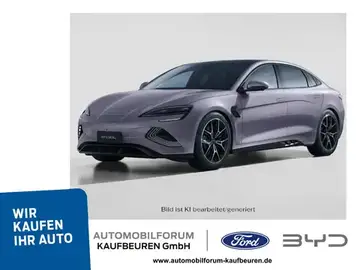 Bild ist KI bearbeitet/generiert
WIR
KAUFEN
IHR AUTO
AUTOMOBILFORUM
KAUFBEUREN GmbH
Ford
BYD
www.automobilforum-kaufbeuren.de